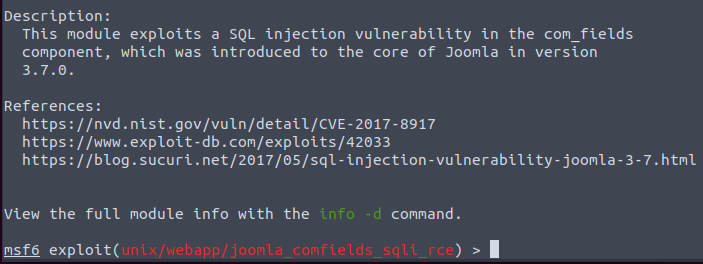 Description:
This module exploits a SQL injection vulnerability in the com_fields
component, which was introduced to the core of Joomla in version
3.7.0.
References:
https://nvd.nist.gov/vuln/detail/CVE-2017-8917
https://www.exploit-db.com/exploits/42033
https://blog.sucuri.net/2017/05/sql-injection-vulnerability-joomla-3-7.html
View the full module info with the info -d command.
msf6 exploit(unix/webapp/joomla_comfields_sqli_rce) >